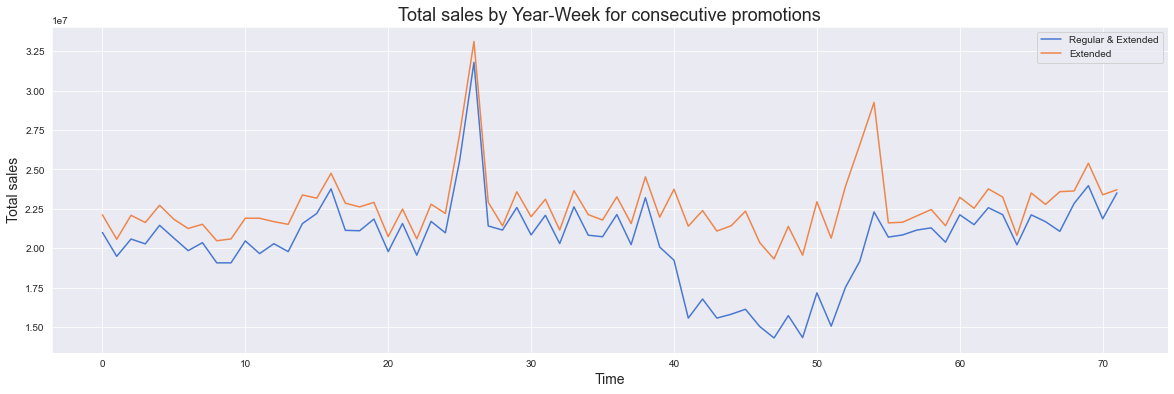 Total sales by Year-Week for consecutive promotions
1e7
Regular & Extended
Extended
3.25
3.00
2.75
2.50
2.25
2.00
1.75
1.50
Total sales
0 10 20 30 40 50 60 70
Time